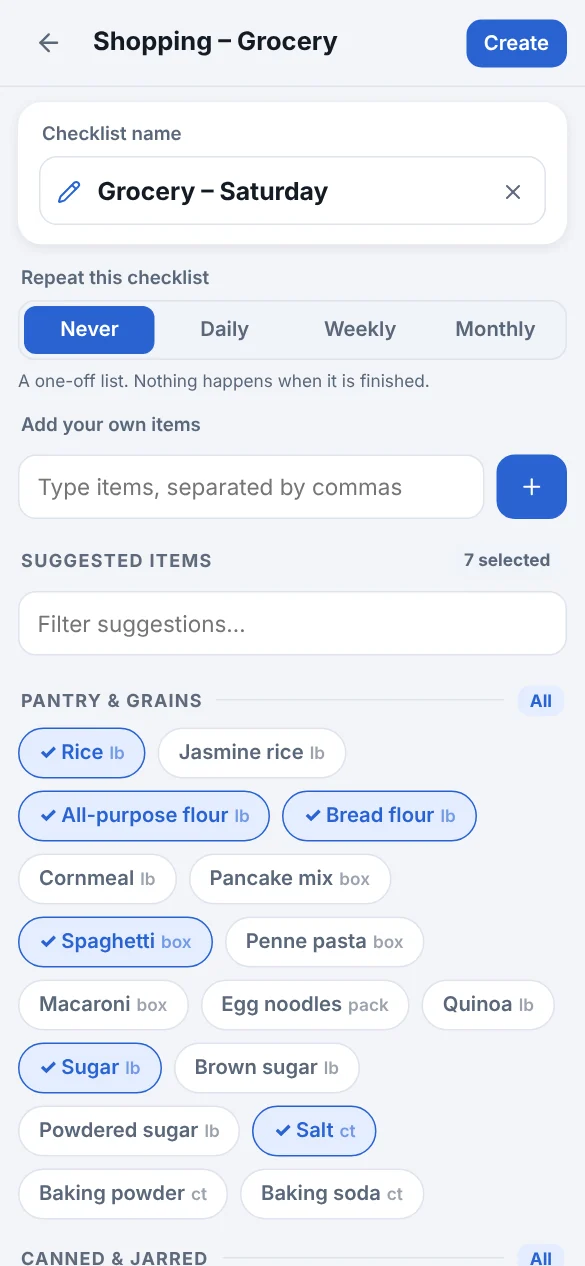 Shopping – Grocery
Create
Checklist name
Grocery – Saturday
Repeat this checklist
Never Daily Weekly Monthly
A one-off list. Nothing happens when it is finished.
Add your own items
Type items, separated by commas
SUGGESTED ITEMS 7 selected
Filter suggestions...
PANTRY & GRAINS All
Rice lb Jasmine rice lb
All-purpose flour lb Bread flour lb
Cornmeal lb Pancake mix box
Spaghetti box Penne pasta box
Macaroni box Egg noodles pack Quinoa lb
Sugar lb Brown sugar lb
Powdered sugar lb Salt ct
Baking powder ct Baking soda ct
CANNED & JARRED All